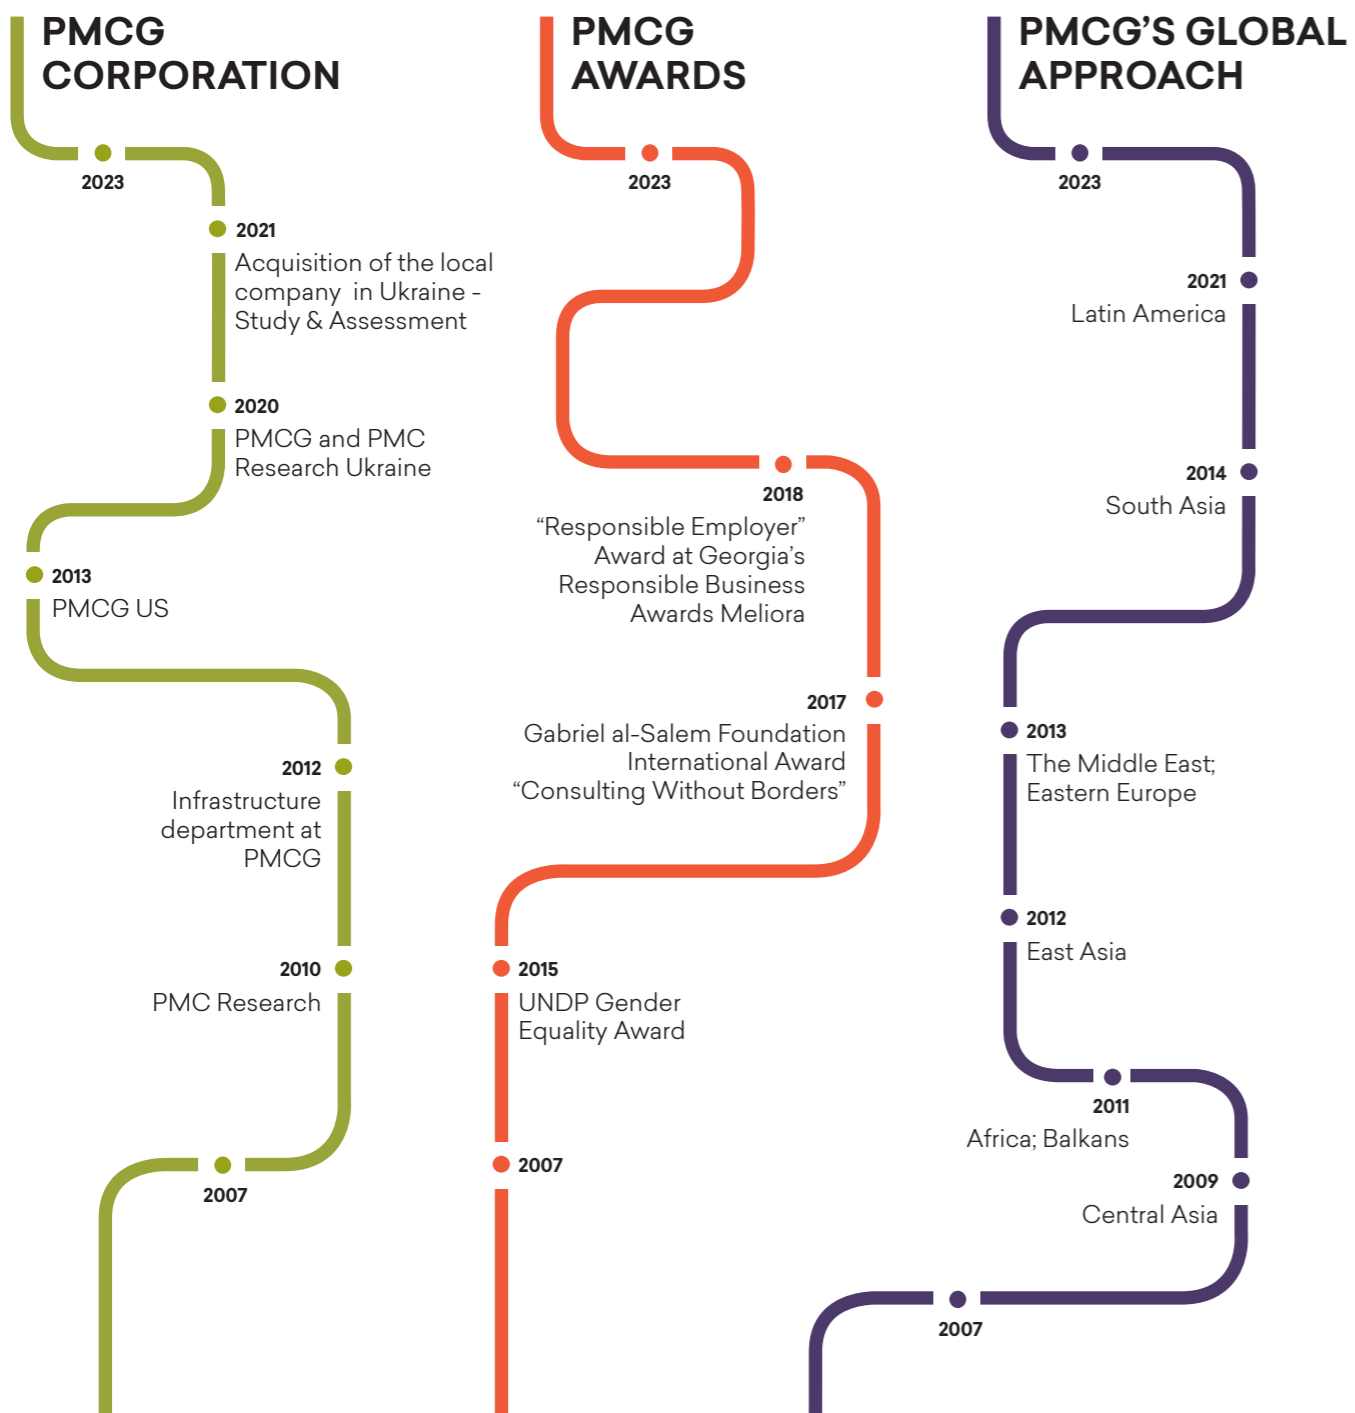 PMCG
CORPORATION
2023
2021
Acquisition of the local
company in Ukraine -
Study & Assessment
2020
PMCG and PMC
Research Ukraine
2013
PMCG US
2012
Infrastructure
department at
PMCG
2010
PMC Research
2007
PMCG
AWARDS
2023
2018
“Responsible Employer”
Award at Georgia’s
Responsible Business
Awards Meliora
2017
Gabriel al-Salem Foundation
International Award
“Consulting Without Borders”
2015
UNDP Gender
Equality Award
2007
PMCG’S GLOBAL
APPROACH
2023
2021
Latin America
2014
South Asia
2013
The Middle East;
Eastern Europe
2012
East Asia
2011
Africa; Balkans
2009
Central Asia
2007